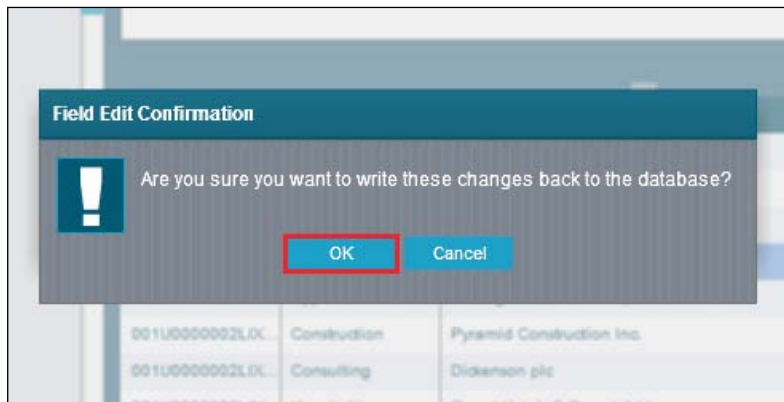 Field Edit Confirmation
Are you sure you want to write these changes back to the database?
OK Cancel
Construction Pyramid Construction Inc.
Consulting Dickenson plc